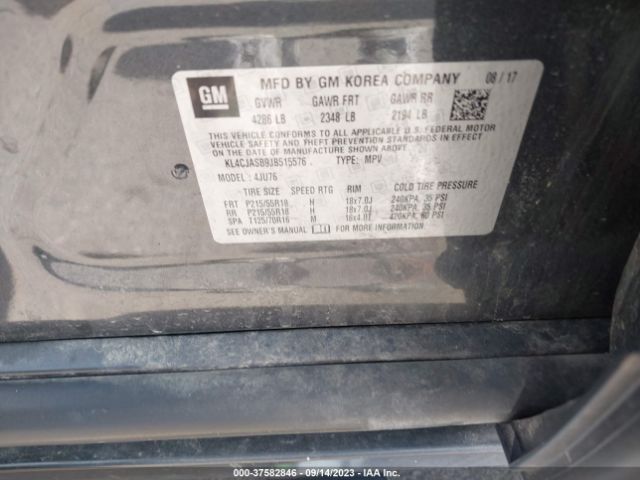 GM
MFD BY GM KOREA COMPANY 08/17
GVWR GAWR FRT GAWR RR
4286 LB 2348 LB 2194 LB
THIS VEHICLE CONFORMS TO ALL APPLICABLE U.S. FEDERAL MOTOR
VEHICLE SAFETY AND THEFT PREVENTION STANDARDS IN EFFECT ON
THE DATE OF MANUFACTURE SHOWN ABOVE.
KL4CJASB9JB515576 . TYPE: MPV
MODEL: 4JU76
TIRE SIZE SPEED RTG RIM COLD TIRE PRESSURE
FRT P215/55R18 H 18x7.0J 240KPA, 35 PSI
RR P215/55R18 H 18x7.0J 240KPA, 35 PSI
SPA T125/70R16 M 16x4.0T 420KPA, 60 PSI
SEE OWNER'S MANUAL FOR MORE INFORMATION
000-37582846 - 09/14/2023 - IAA Inc.